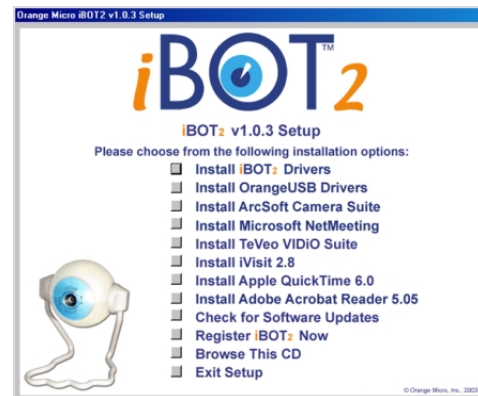 Orange Micro iBOT2 v1.0.3 Setup
iBOT2™
iBOT2 v1.0.3 Setup
Please choose from the following installation options:
Install iBOT2 Drivers
Install OrangeUSB Drivers
Install ArcSoft Camera Suite
Install Microsoft NetMeeting
Install TeVeo VIDiO Suite
Install iVisit 2.8
Install Apple QuickTime 6.0
Install Adobe Acrobat Reader 5.05
Check for Software Updates
Register iBOT2 Now
Browse This CD
Exit Setup
© Orange Micro, Inc., 2003